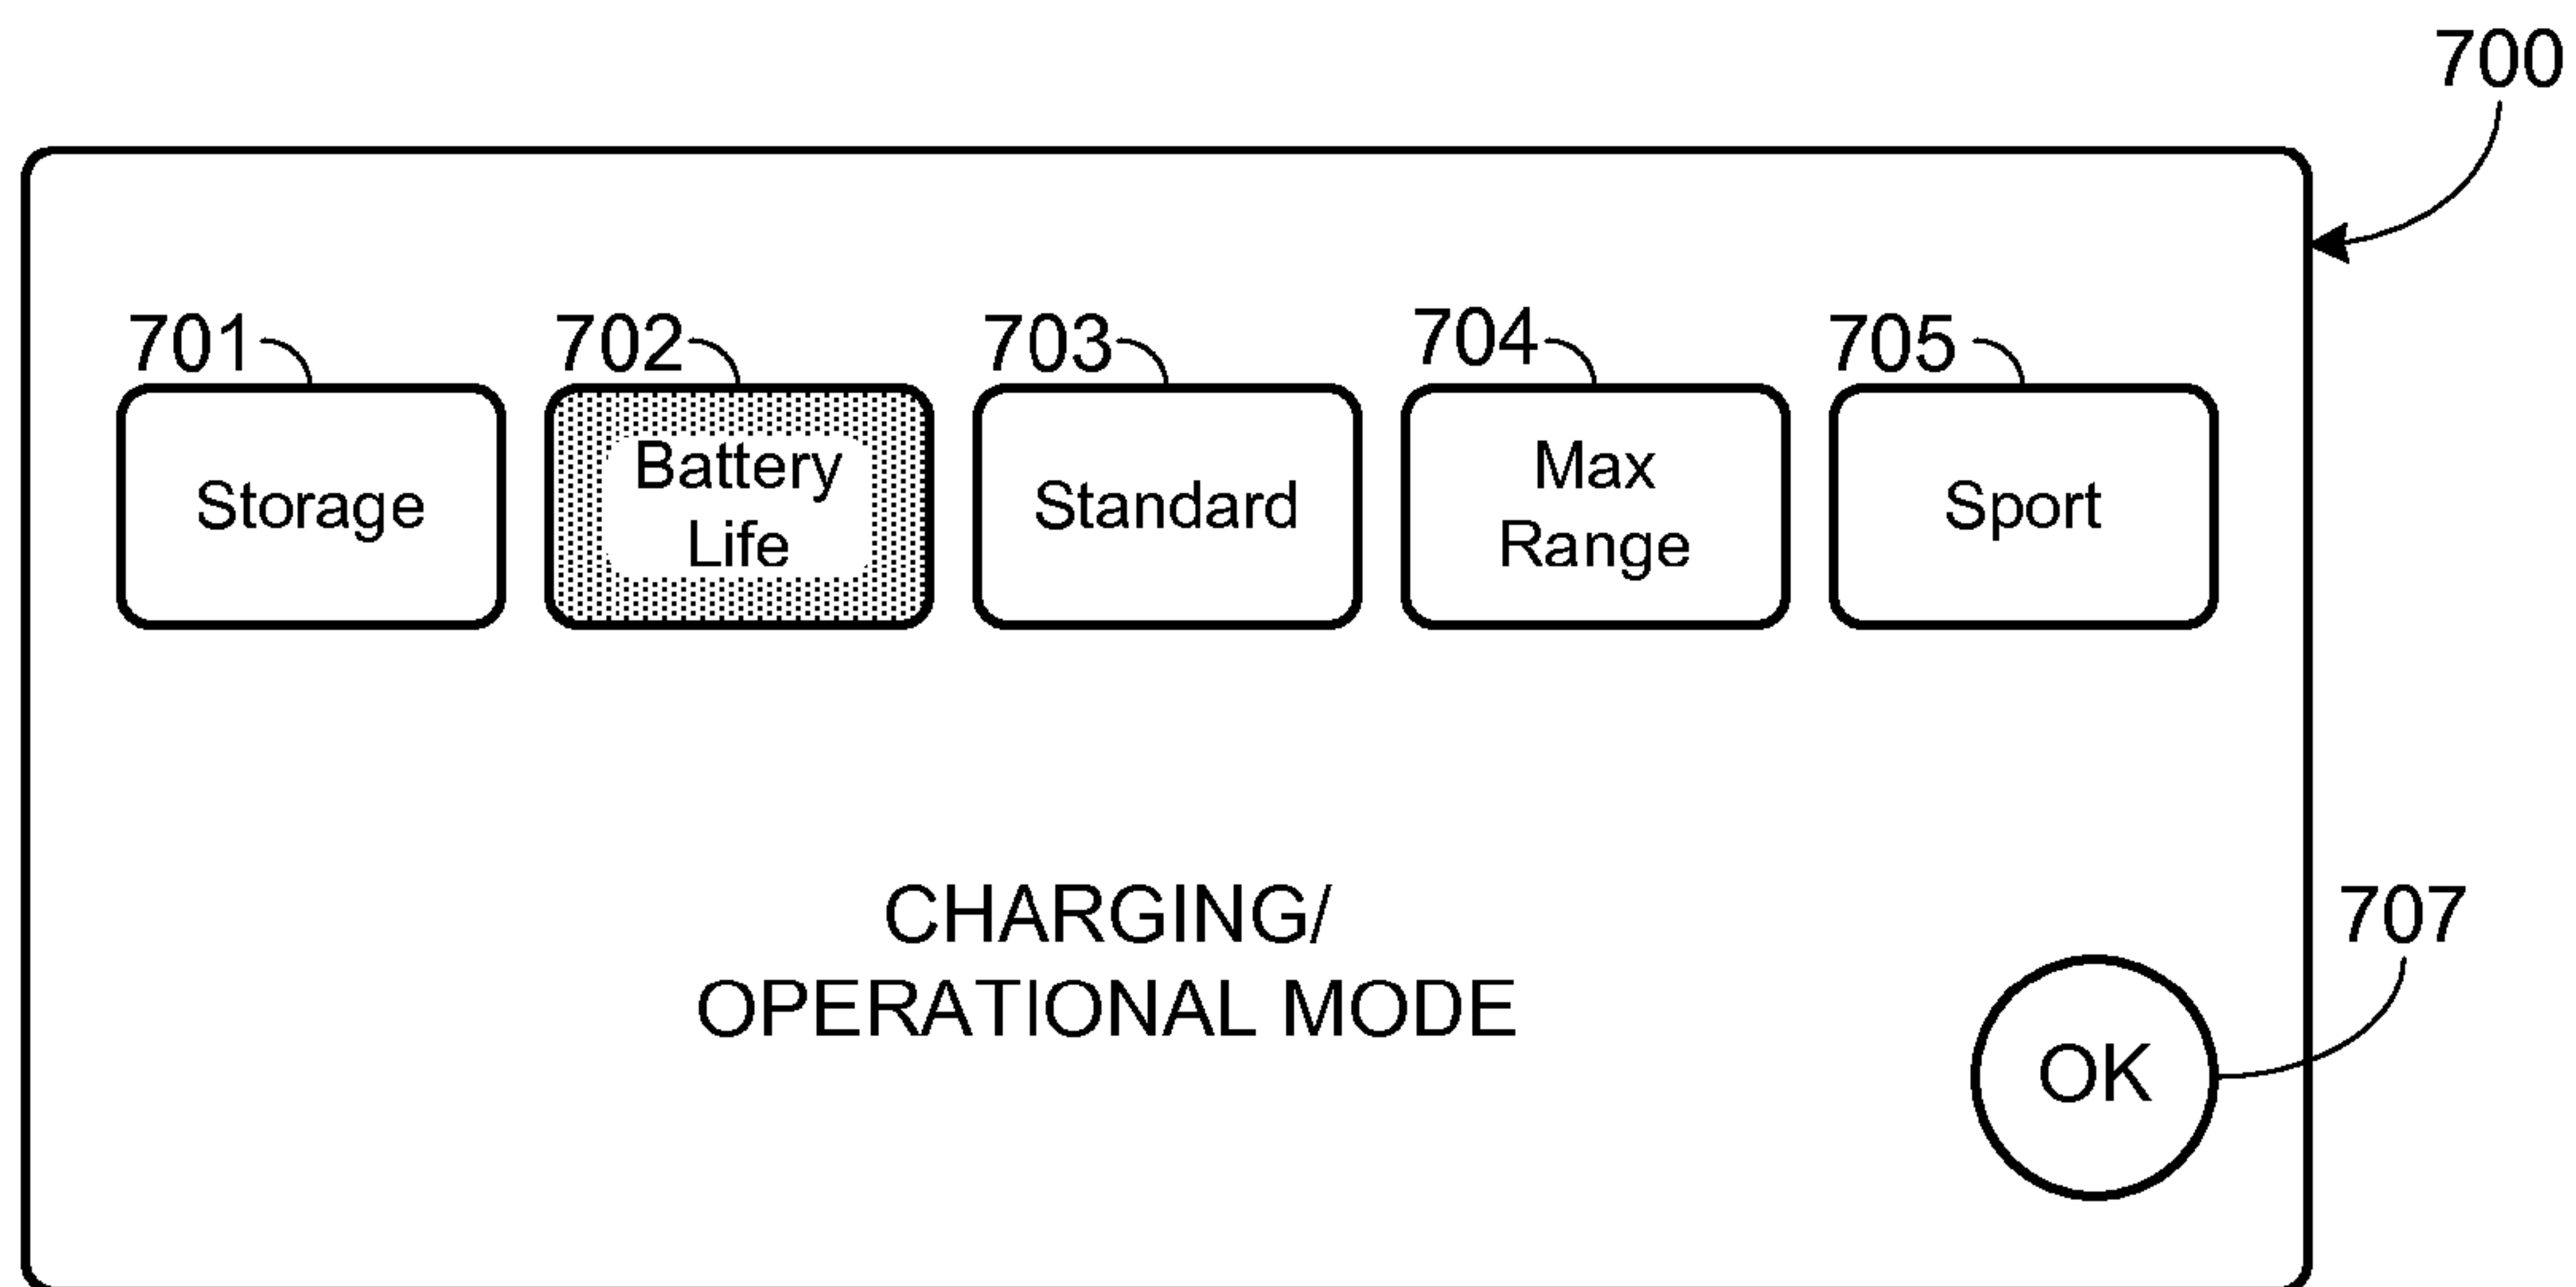 700
701 702 703 704 705
Storage
Battery
Life
Standard
Max
Range
Sport
CHARGING/
OPERATIONAL MODE
707
OK